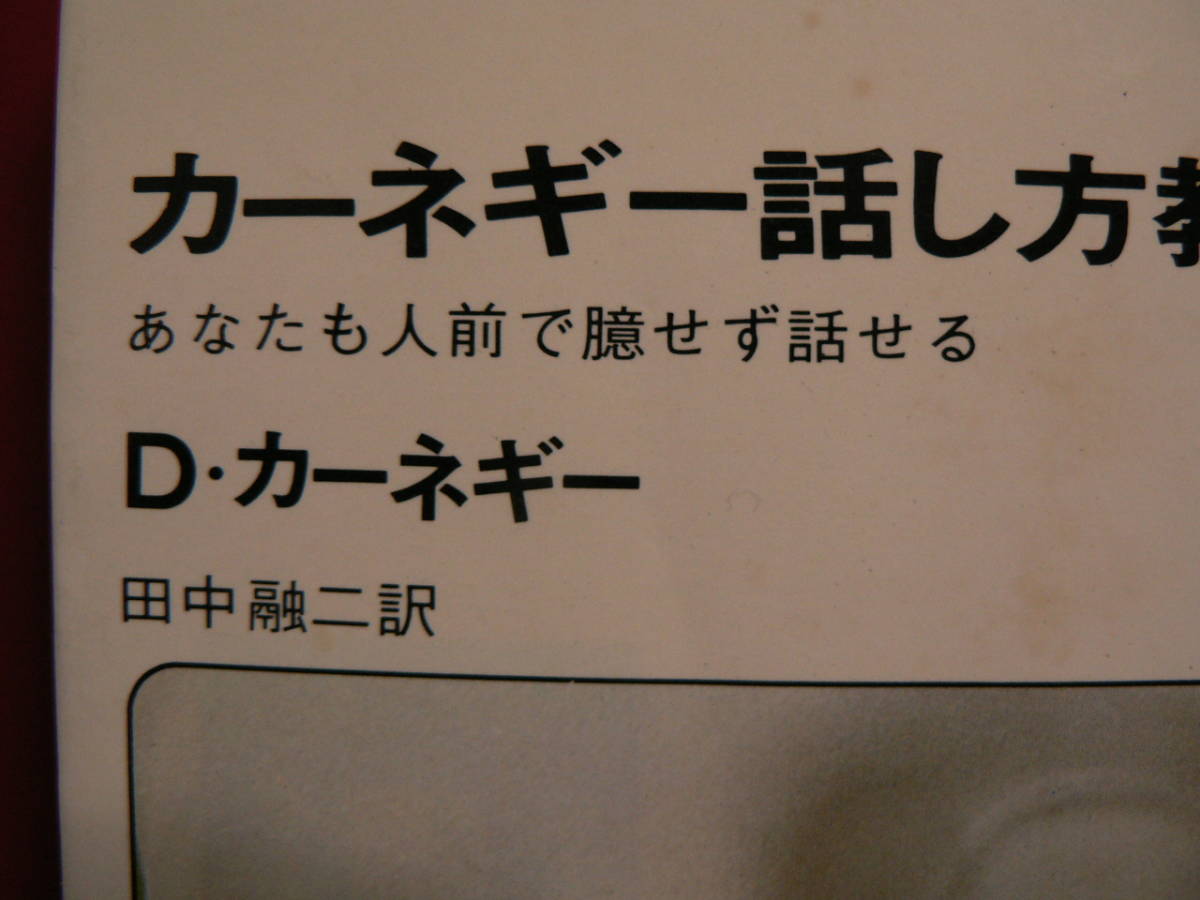 カーネギー話し方教
あなたも人前で臆せず話せる
D・カーネギー
田中融二訳